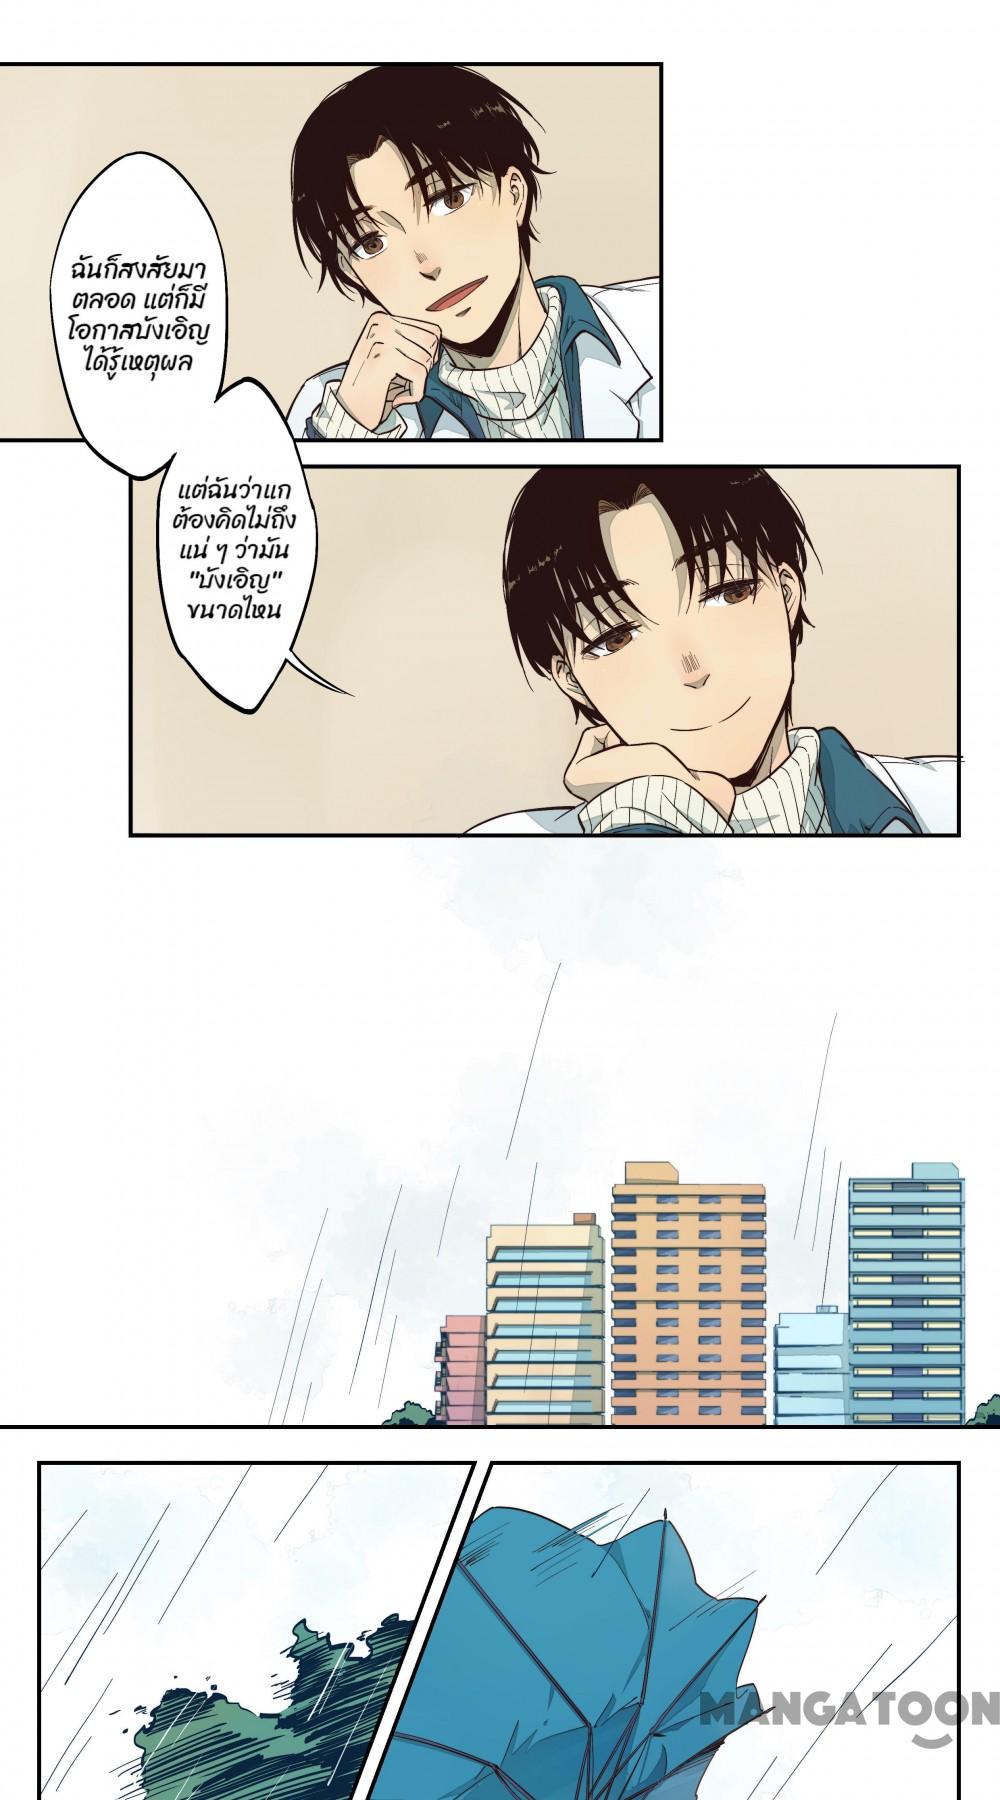 ฉันก็สงสัยมา
ตลอด แต่ก็มี
โอกาสบังเอิญ
ได้รู้เหตุผล
แต่ฉันว่าแก
ต้องคิดไม่ถึง
แน่ ๆ ว่ามัน
"บังเอิญ"
ขนาดไหน
MANGATOON